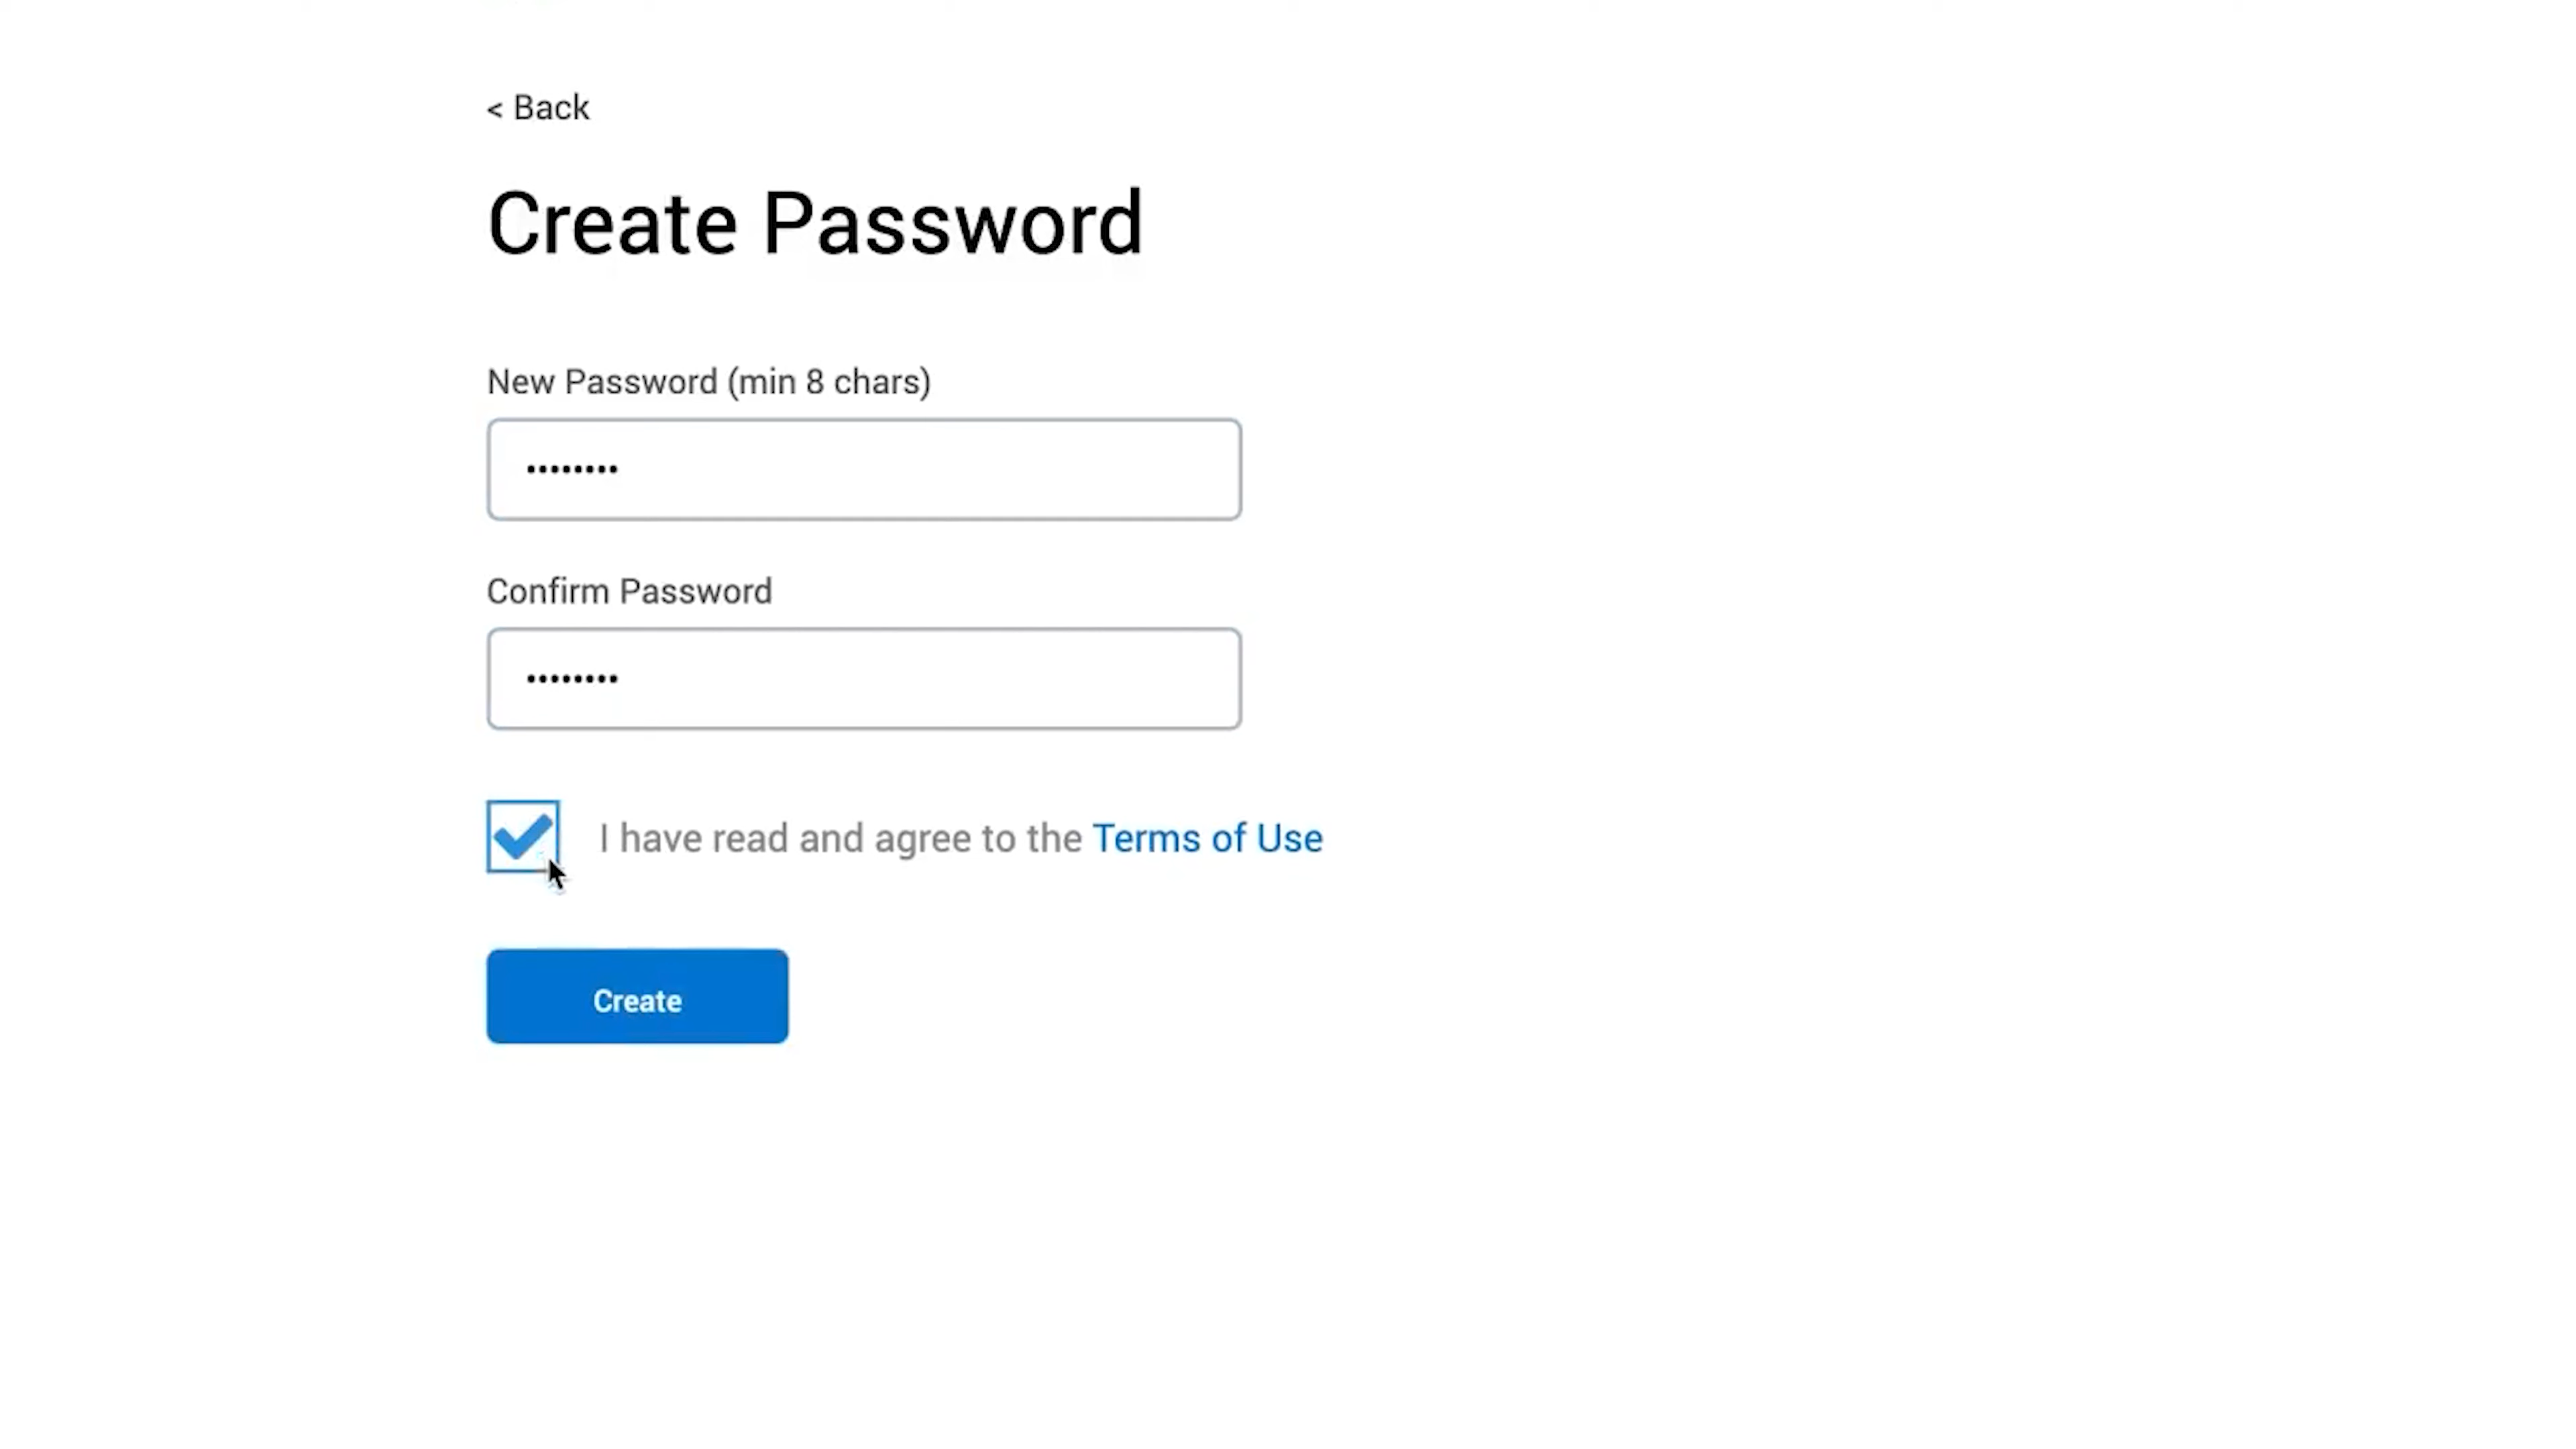 < Back
Create Password
New Password (min 8 chars)
••••••••
Confirm Password
••••••••
I have read and agree to the Terms of Use
Create